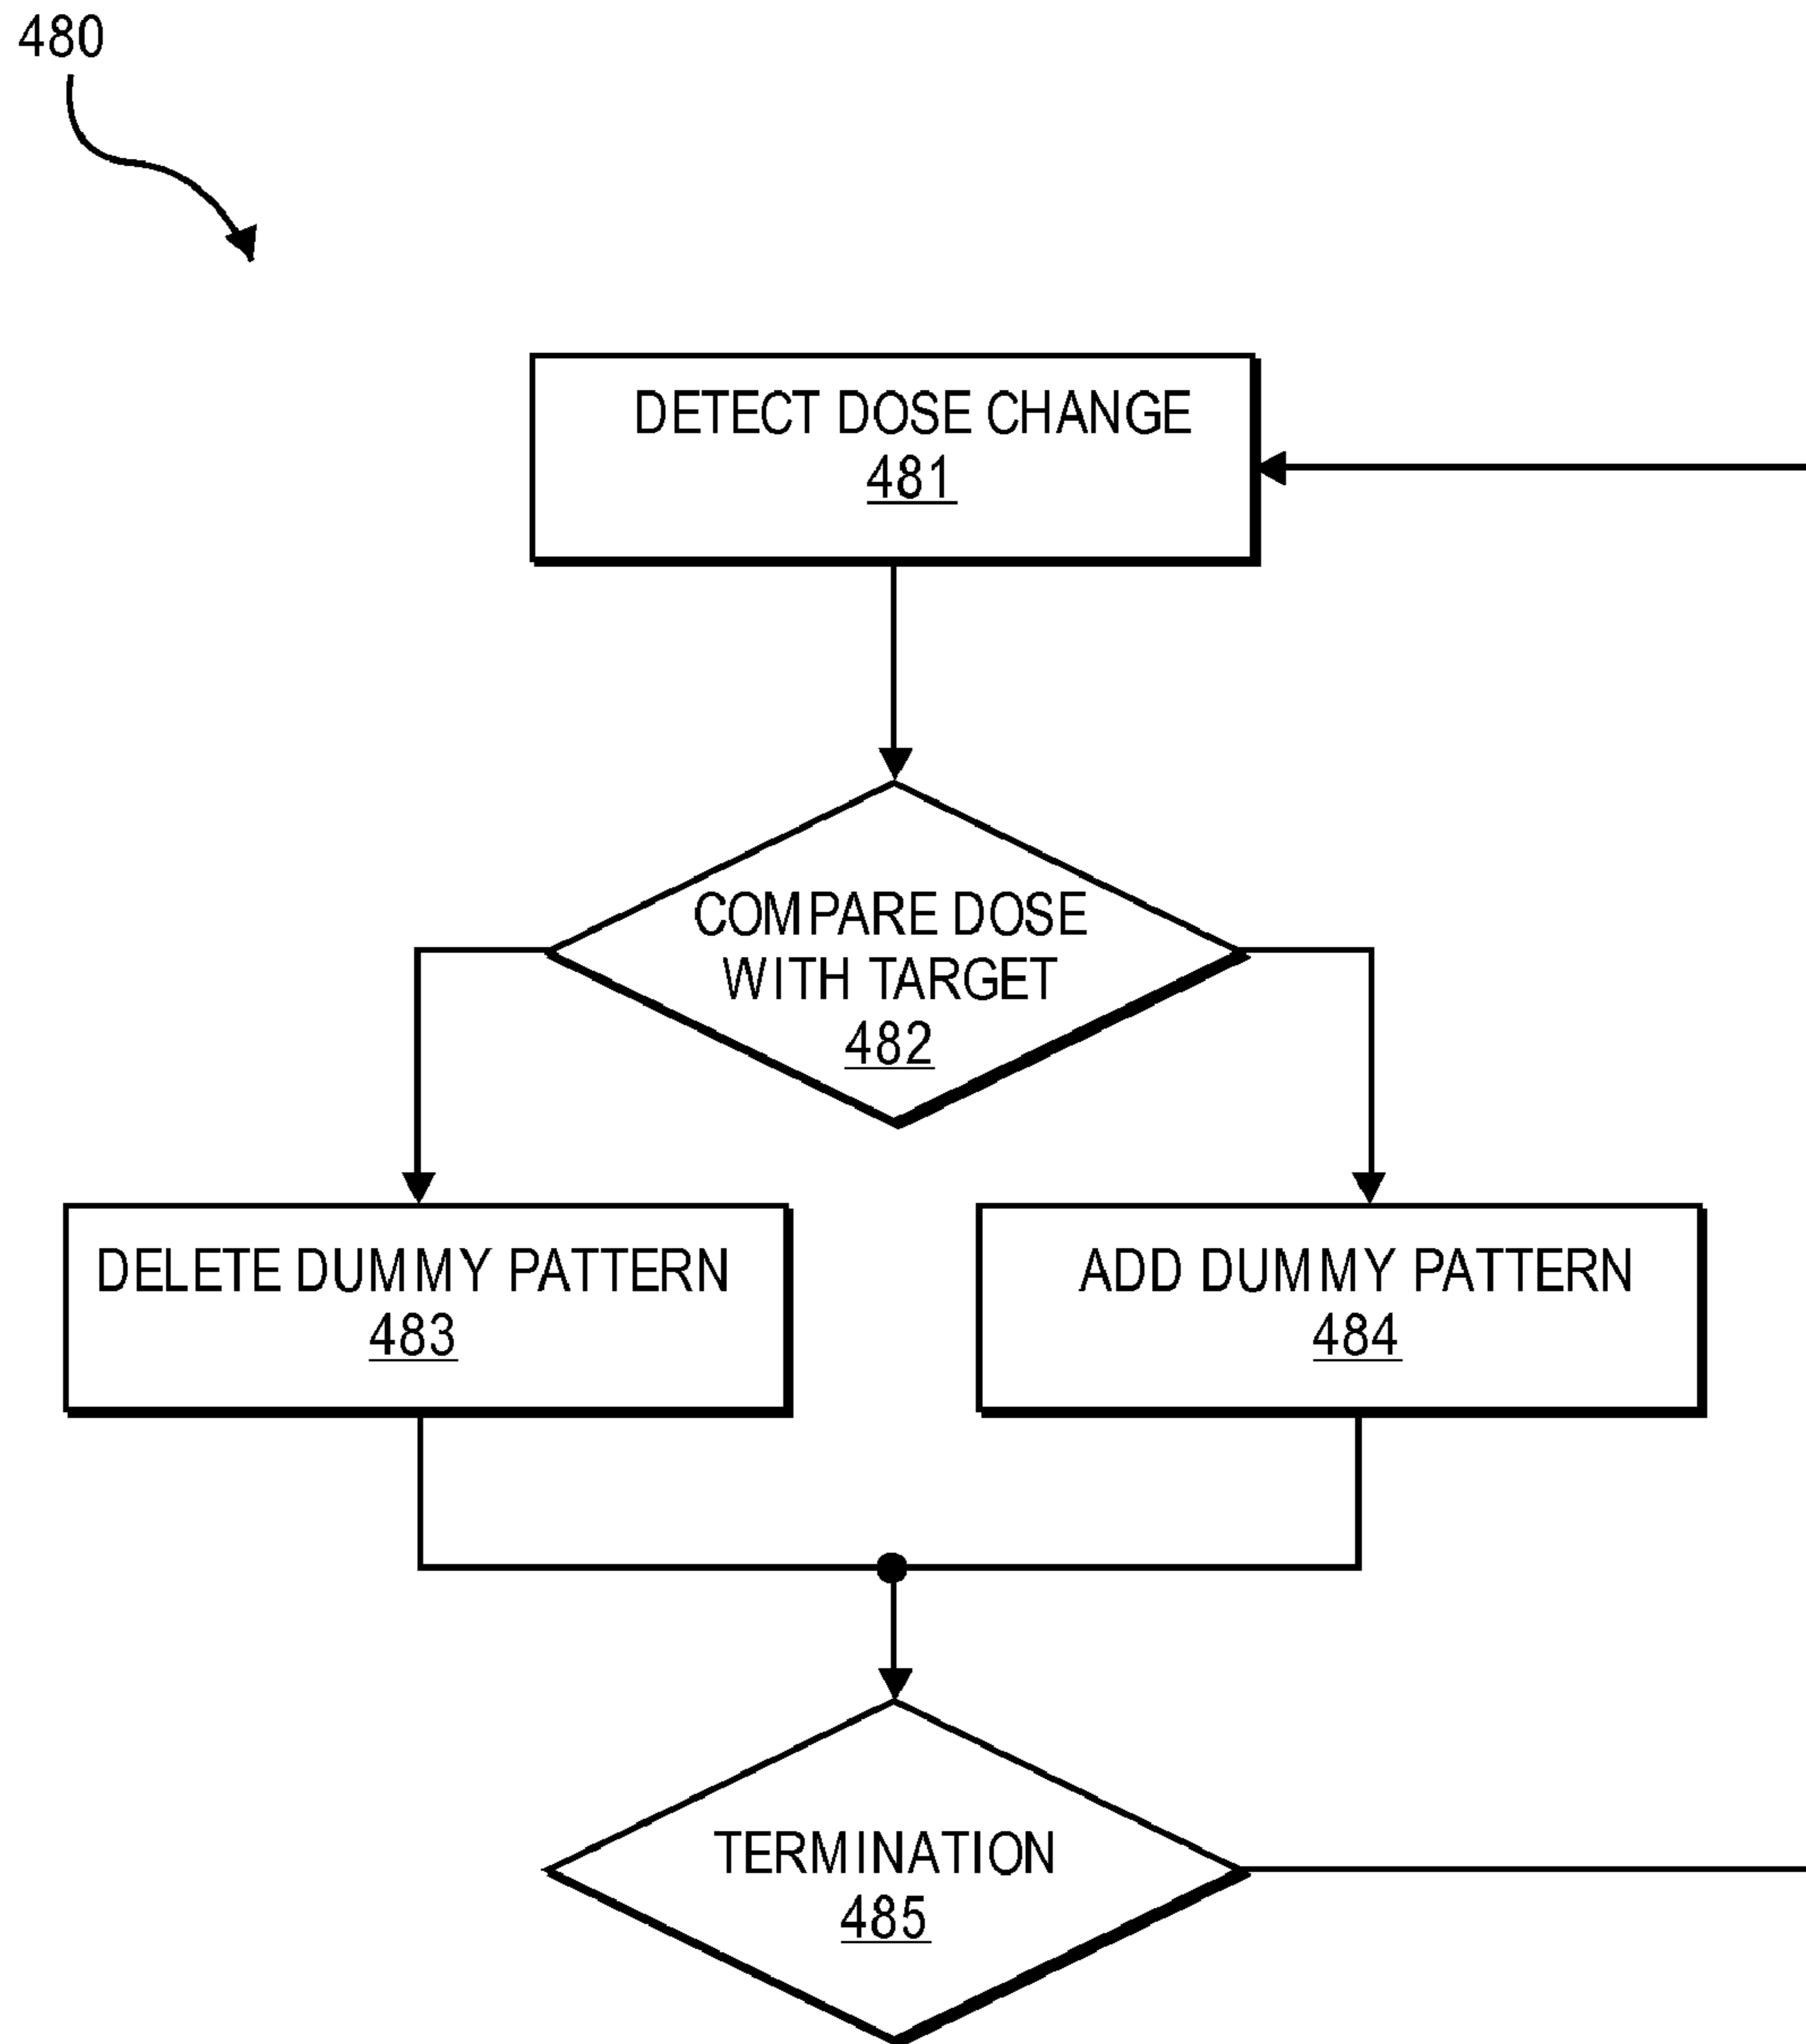 480
DETECT DOSE CHANGE
481
COMPARE DOSE
WITH TARGET
482
DELETE DUMMY PATTERN
483
ADD DUMMY PATTERN
484
TERMINATION
485